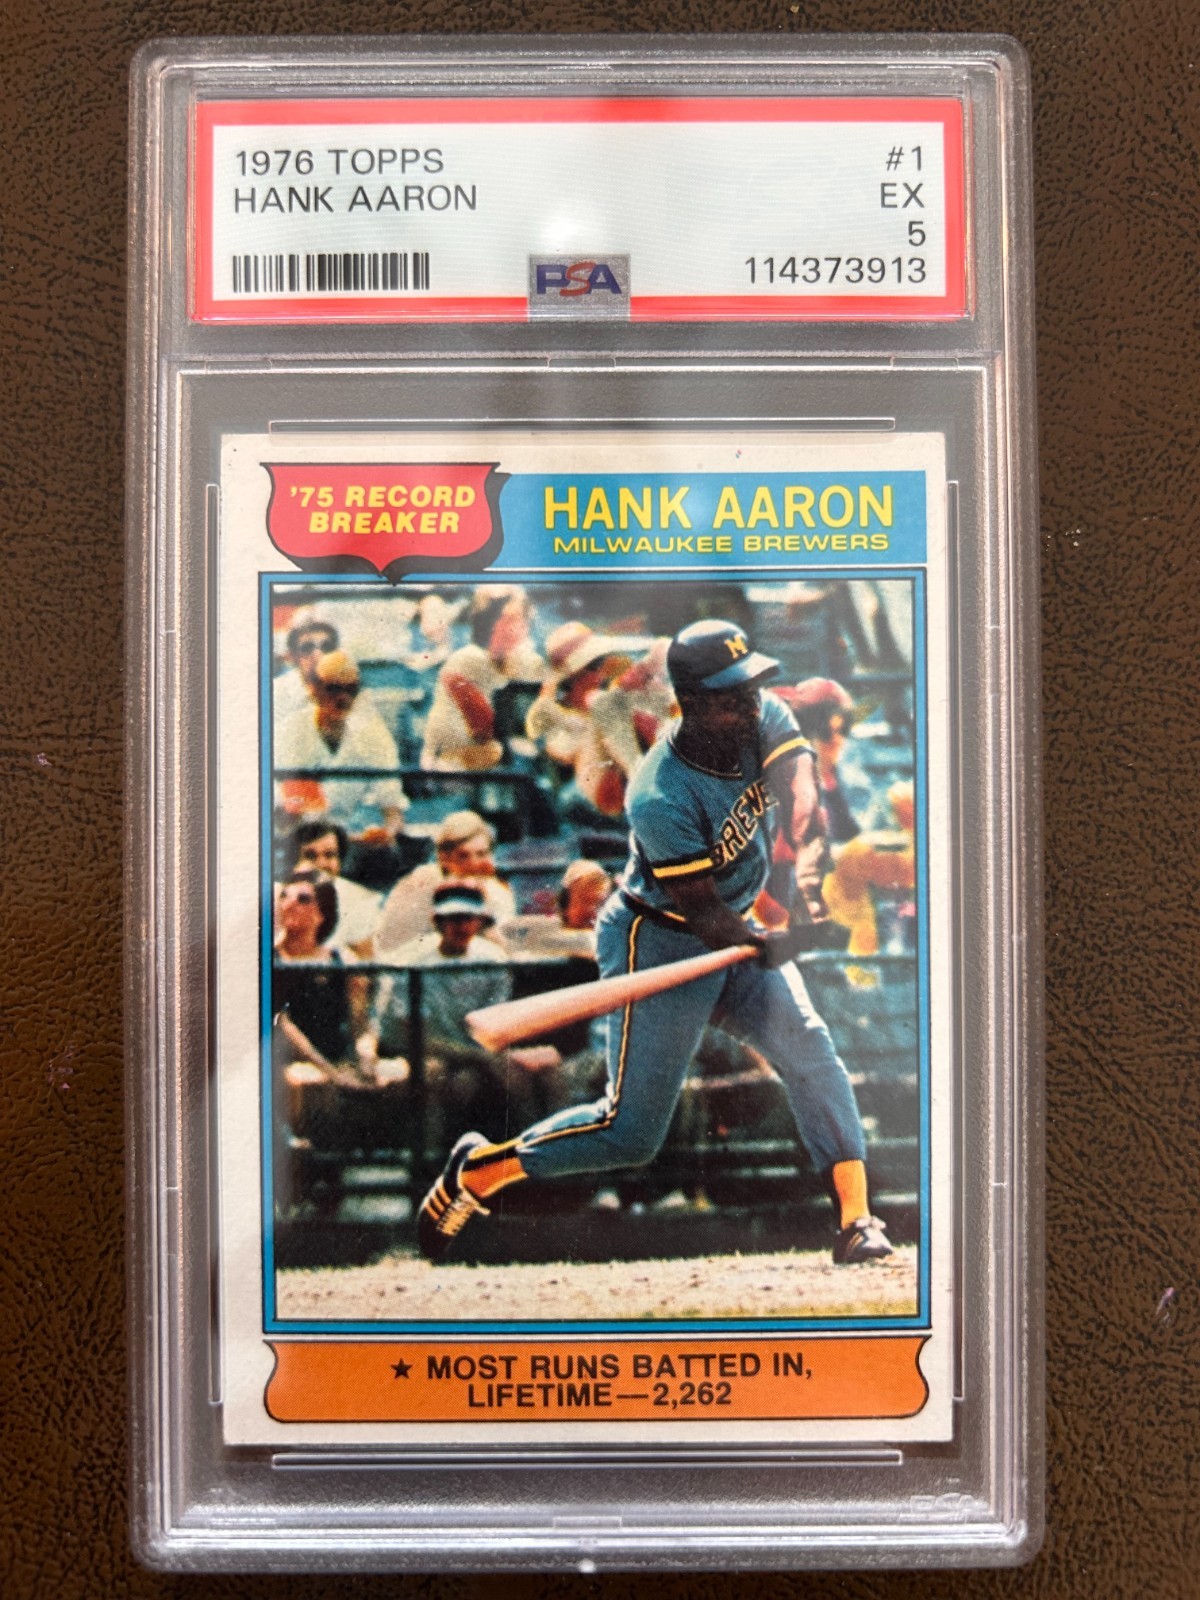 1976 TOPPS #1
HANK AARON EX
5
PSA 114373913
'75 RECORD
BREAKER
HANK AARON
MILWAUKEE BREWERS
M
BREWE
★ MOST RUNS BATTED IN,
LIFETIME—2,262